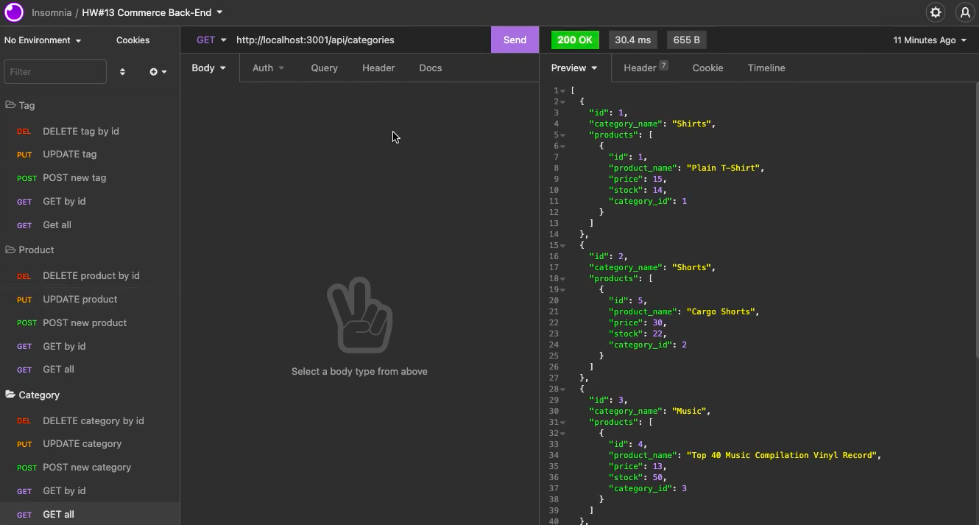 Insomnia / HW#13 Commerce Back-End
No Environment
Cookies
GET http://localhost:3001/api/categories
Send
200 OK 30.4 ms 655 B
11 Minutes Ago
Filter
Body Auth Query Header Docs
Preview Header 7 Cookie Timeline
Tag
DEL DELETE tag by id
PUT UPDATE tag
POST POST new tag
GET GET by id
GET Get all
Product
DEL DELETE product by id
PUT UPDATE product
POST POST new product
GET GET by id
GET GET all
Category
DEL DELETE category by id
PUT UPDATE category
POST POST new category
GET GET by id
GET GET all
Select a body type from above
1 [
2 {
3 "id": 1,
4 "category_name": "Shirts",
5 "products": [
6 {
7 "id": 1,
8 "product_name": "Plain T-Shirt",
9 "price": 15,
10 "stock": 14,
11 "category_id": 1
12 }
13 ]
14 },
15 {
16 "id": 2,
17 "category_name": "Shorts",
18 "products": [
19 {
20 "id": 5,
21 "product_name": "Cargo Shorts",
22 "price": 30,
23 "stock": 22,
24 "category_id": 2
25 }
26 ]
27 },
28 {
29 "id": 3,
30 "category_name": "Music",
31 "products": [
32 {
33 "id": 4,
34 "product_name": "Top 40 Music Compilation Vinyl Record",
35 "price": 13,
36 "stock": 50,
37 "category_id": 3
38 }
39 ]
40 },